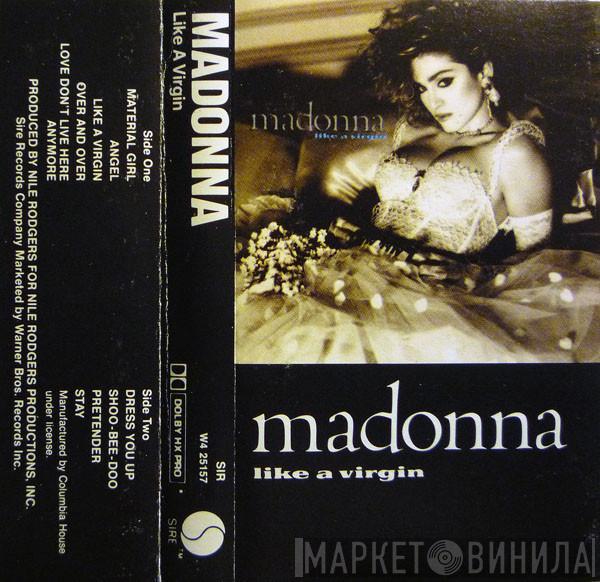 Side One
MATERIAL GIRL
ANGEL
LIKE A VIRGIN
OVER AND OVER
LOVE DON'T LIVE HERE
ANYMORE
Side Two
DRESS YOU UP
SHOO-BEE-DOO
PRETENDER
STAY
Manufactured by Columbia House
under license.
PRODUCED BY NILE RODGERS FOR NILE RODGERS PRODUCTIONS, INC.
Sire Records Company Marketed by Warner Bros. Records Inc.
MADONNA
Like A Virgin
DOLBY HX PRO
SIR
W4 25157
SIRE ™
madonna
like a virgin
madonna
like a virgin
МАРКЕТ ВИНИЛА